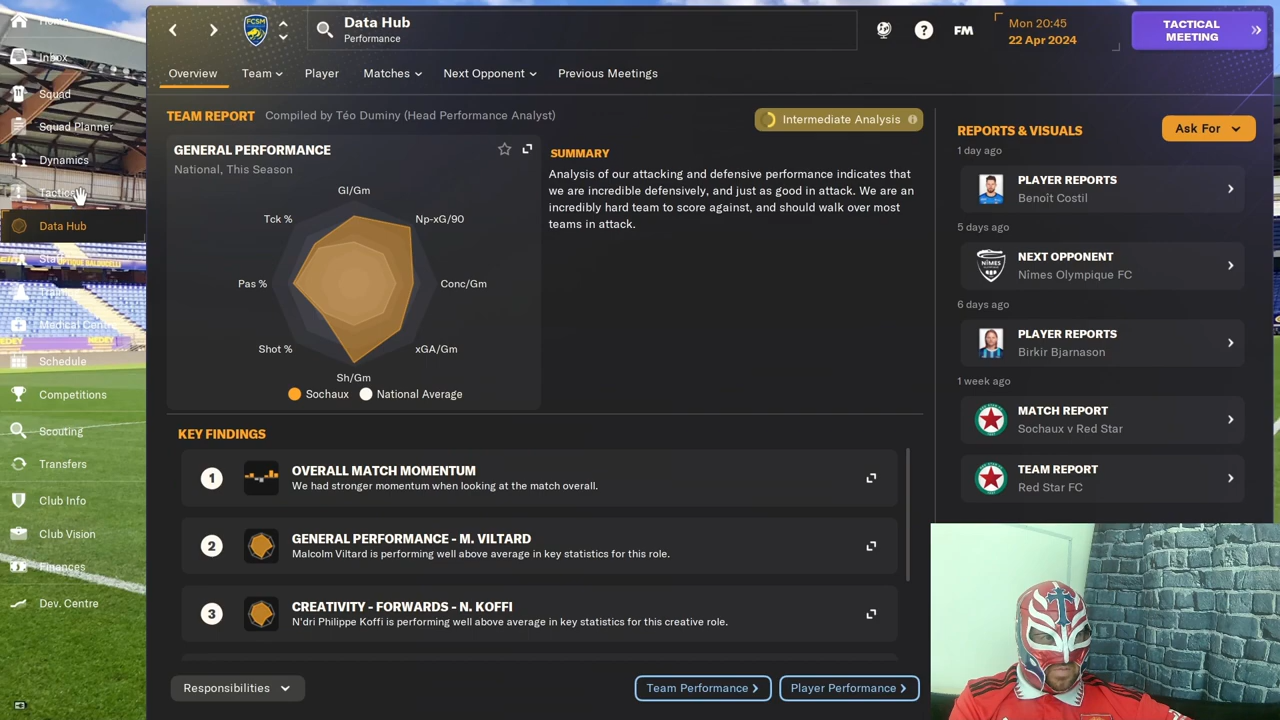 Home
Inbox
Squad
Squad Planner
Dynamics
Tactics
Data Hub
Staff
Medical Centre
Schedule
Competitions
Scouting
Transfers
Club Info
Club Vision
Finances
Dev. Centre
FCSM
Data Hub
Performance
?
FM
Mon 20:45
22 Apr 2024
TACTICAL
MEETING
Overview
Team
Player
Matches
Next Opponent
Previous Meetings
TEAM REPORT
Compiled by Téo Duminy (Head Performance Analyst)
Intermediate Analysis
GENERAL PERFORMANCE
National, This Season
Gl/Gm
Np-xG/90
Conc/Gm
xGA/Gm
Sh/Gm
Shot %
Pas %
Tck %
Sochaux
National Average
SUMMARY
Analysis of our attacking and defensive performance indicates that
we are incredible defensively, and just as good in attack. We are an
incredibly hard team to score against, and should walk over most
teams in attack.
KEY FINDINGS
1
OVERALL MATCH MOMENTUM
We had stronger momentum when looking at the match overall.
2
GENERAL PERFORMANCE - M. VILTARD
Malcolm Viltard is performing well above average in key statistics for this role.
3
CREATIVITY - FORWARDS - N. KOFFI
N'dri Philippe Koffi is performing well above average in key statistics for this creative role.
Responsibilities
Team Performance
Player Performance
REPORTS & VISUALS
Ask For
1 day ago
PLAYER REPORTS
Benoît Costil
5 days ago
NEXT OPPONENT
Nîmes Olympique FC
6 days ago
PLAYER REPORTS
Birkir Bjarnason
1 week ago
MATCH REPORT
Sochaux v Red Star
TEAM REPORT
Red Star FC